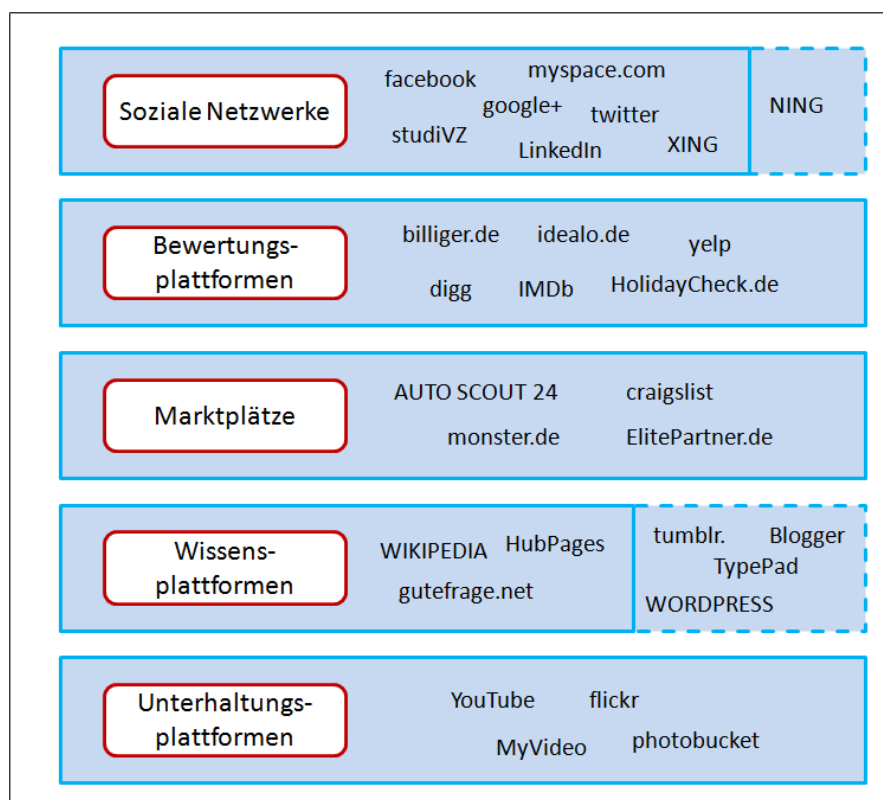 Soziale Netzwerke
facebook
myspace.com
google+
twitter
studiVZ
LinkedIn
XING
NING
Bewertungs-
plattformen
billiger.de
idealo.de
yelp
digg
IMDb
HolidayCheck.de
Marktplätze
AUTO SCOUT 24
craigslist
monster.de
ElitePartner.de
Wissens-
plattformen
WIKIPEDIA
HubPages
gutefrage.net
tumblr.
Blogger
TypePad
WORDPRESS
Unterhaltungs-
plattformen
YouTube
flickr
MyVideo
photobucket